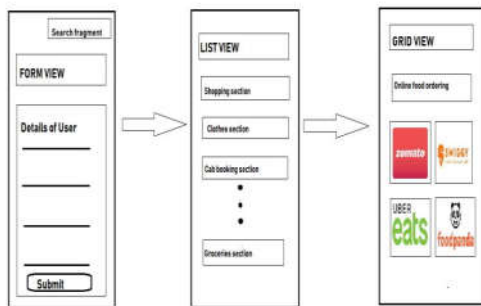 Search fragment
FORM VIEW
Details of User
Submit
LIST VIEW
Shopping section
Clothes section
Cab booking section
Groceries section
GRID VIEW
Online food ordering
zomato
SWIGGY
UBER
eats
foodpanda